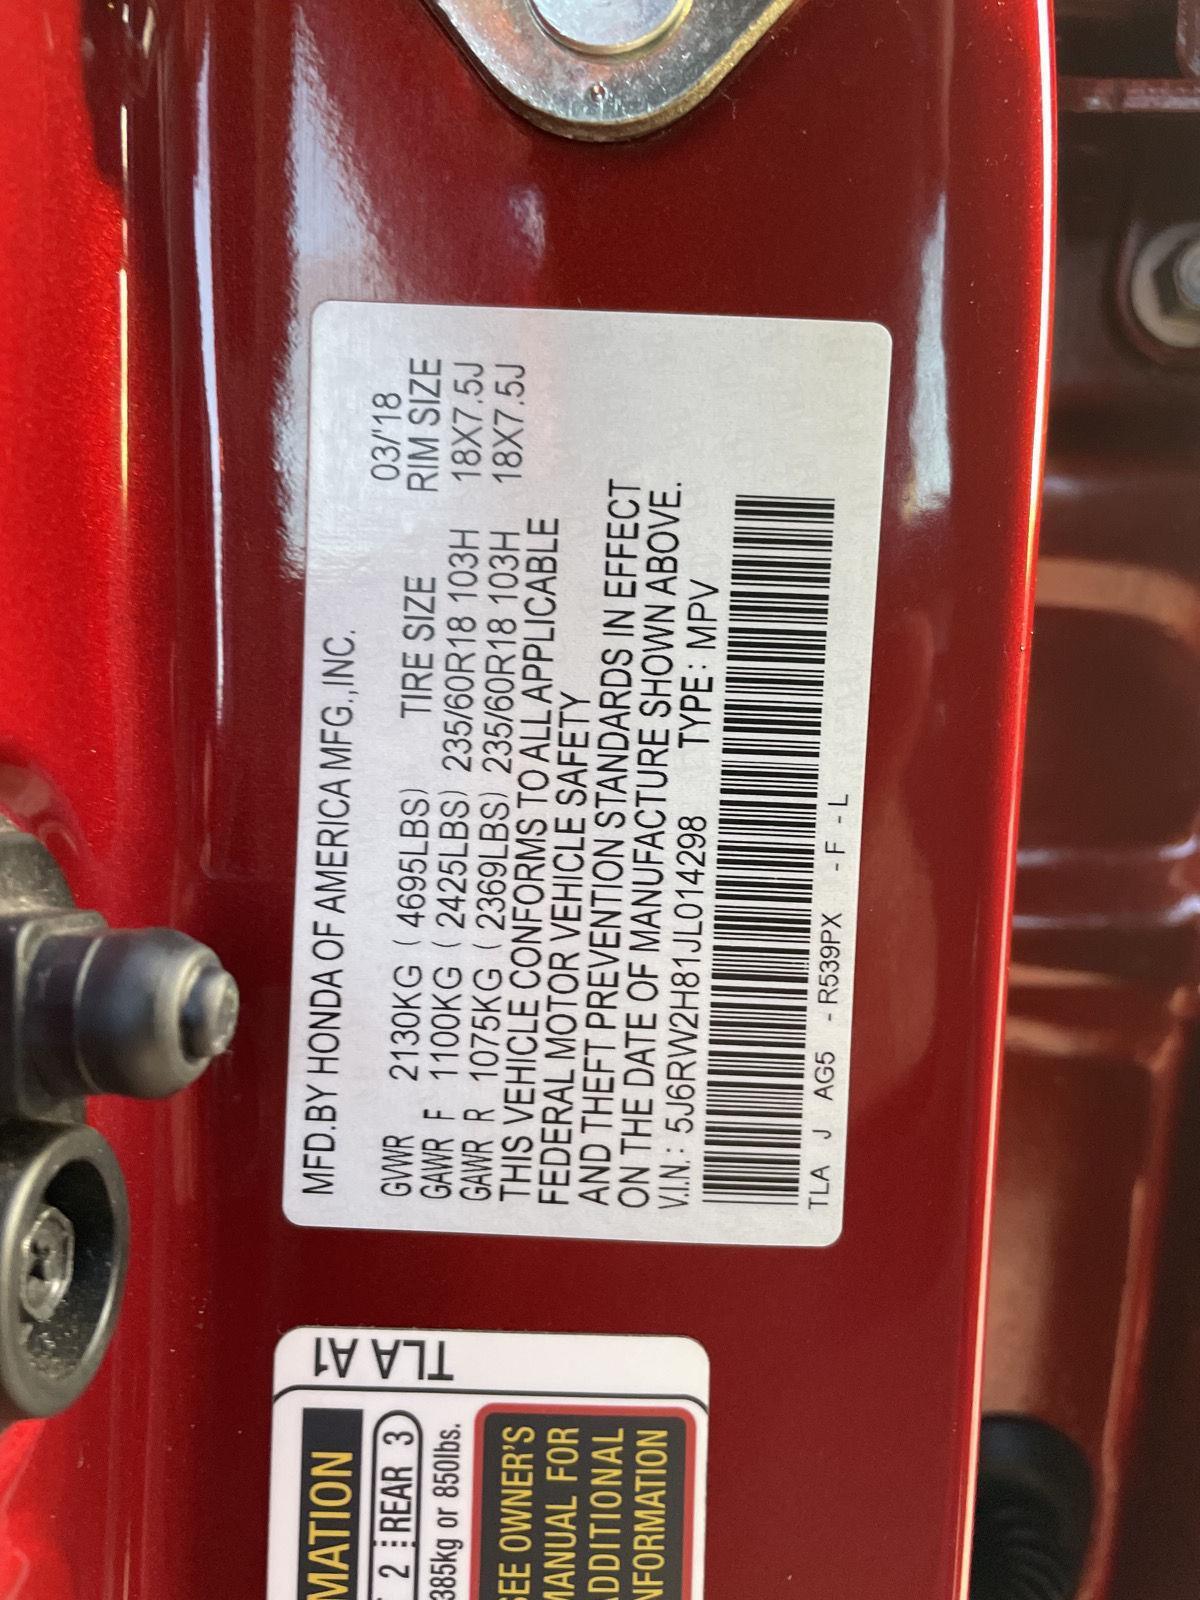 MFD.BY HONDA OF AMERICA MFG.,INC.
03/'18
GVWR 2130KG ( 4695LBS) TIRE SIZE RIM SIZE
GAWR F 1100KG ( 2425LBS) 235/60R18 103H 18X7.5J
GAWR R 1075KG ( 2369LBS) 235/60R18 103H 18X7.5J
THIS VEHICLE CONFORMS TO ALL APPLICABLE
FEDERAL MOTOR VEHICLE SAFETY
AND THEFT PREVENTION STANDARDS IN EFFECT
ON THE DATE OF MANUFACTURE SHOWN ABOVE.
V.I.N.: 5J6RW2H81JL014298 TYPE: MPV
TLA J AG5 - R539PX - F - L
TLA A1
2 REAR 3
385kg or 850lbs.
SEE OWNER'S
MANUAL FOR
ADDITIONAL
INFORMATION